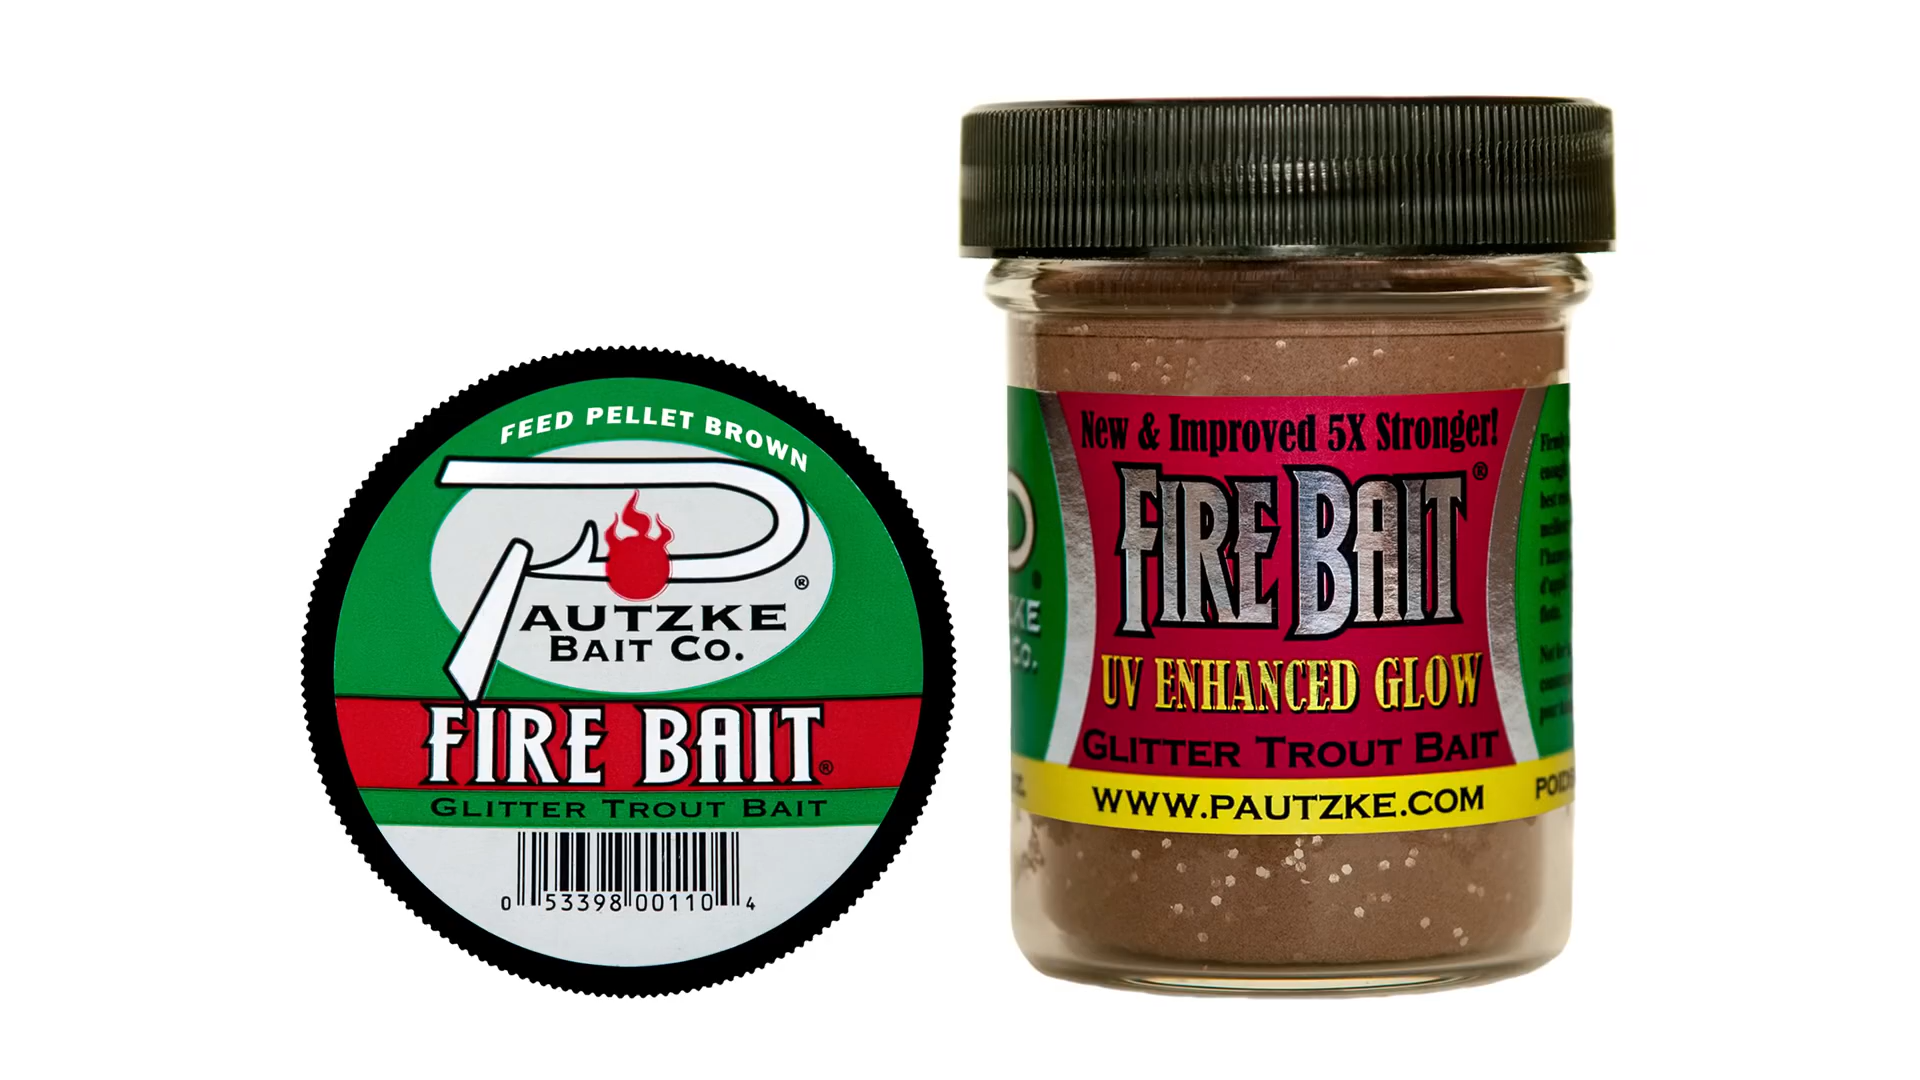 FEED PELLET BROWN
PAUTZKE
BAIT CO.
®
FIRE BAIT®
GLITTER TROUT BAIT
0 53398 00110 4
New & Improved 5X Stronger!
FIRE BAIT®
UV ENHANCED GLOW
GLITTER TROUT BAIT
WWW.PAUTZKE.COM